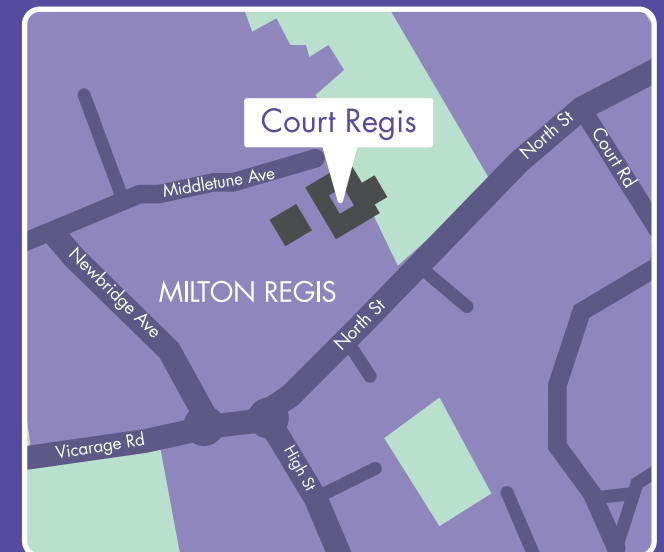 North St
Court Regis
Court Rd
Middletune Ave
Newbridge Ave
MILTON REGIS
North St
Vicarage Rd
High St